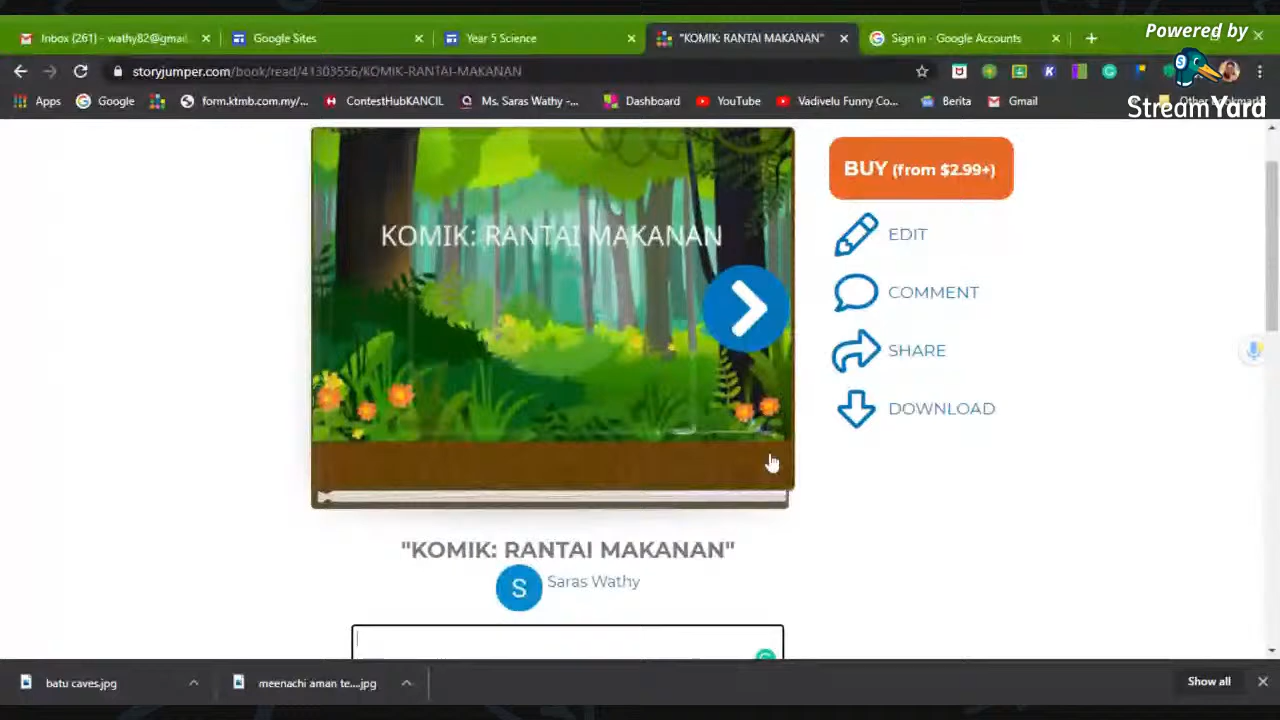 Powered by
StreamYard
Inbox (261) - wathy82@gmail
Google Sites
Year 5 Science
"KOMIK: RANTAI MAKANAN"
Sign in - Google Accounts
storyjumper.com/book/read/41303556/KOMIK-RANTAI-MAKANAN
Apps
Google
form.ktmb.com.my/...
ContestHubKANCIL
Ms. Saras Wathy -...
Dashboard
YouTube
Vadivelu Funny Co...
Berita
Gmail
KOMIK: RANTAI MAKANAN
BUY (from $2.99+)
EDIT
COMMENT
SHARE
DOWNLOAD
"KOMIK: RANTAI MAKANAN"
S
Saras Wathy
batu caves.jpg
meenachi aman te....jpg
Show all